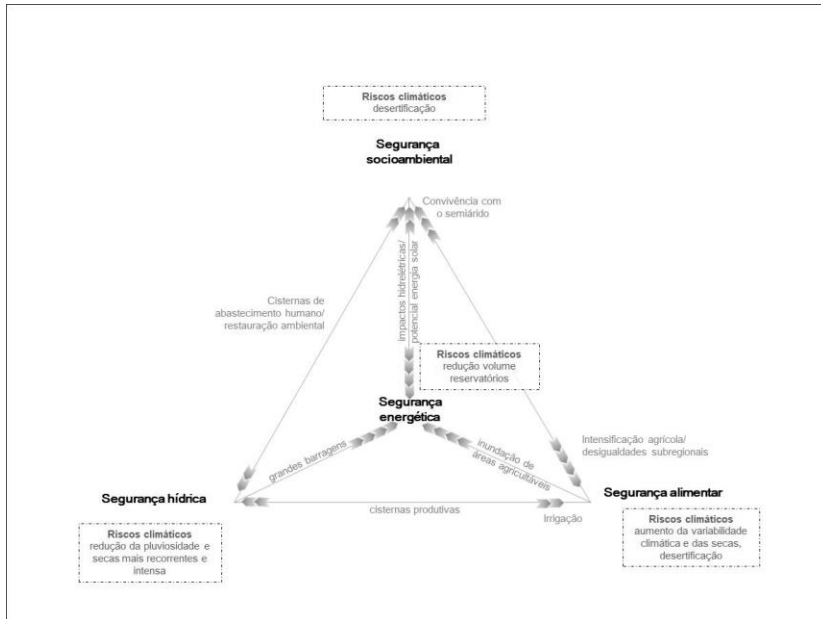 Riscos climáticos
desertificação
Segurança
socioambiental
Convivência com
o semiárido
impactos hidrelétricas/
potencial energia solar
Cisternas de
abastecimento humano/
restauração ambiental
Riscos climáticos
redução volume
reservatórios
Segurança
energética
grandes barragens
inundação de
áreas agricultáveis
Intensificação agrícola/
desigualdades subregionais
Segurança hídrica
cisternas produtivas
Irrigação
Segurança alimentar
Riscos climáticos
redução da pluviosidade e
secas mais recorrentes e
intensa
Riscos climáticos
aumento da variabilidade
climática e das secas,
desertificação